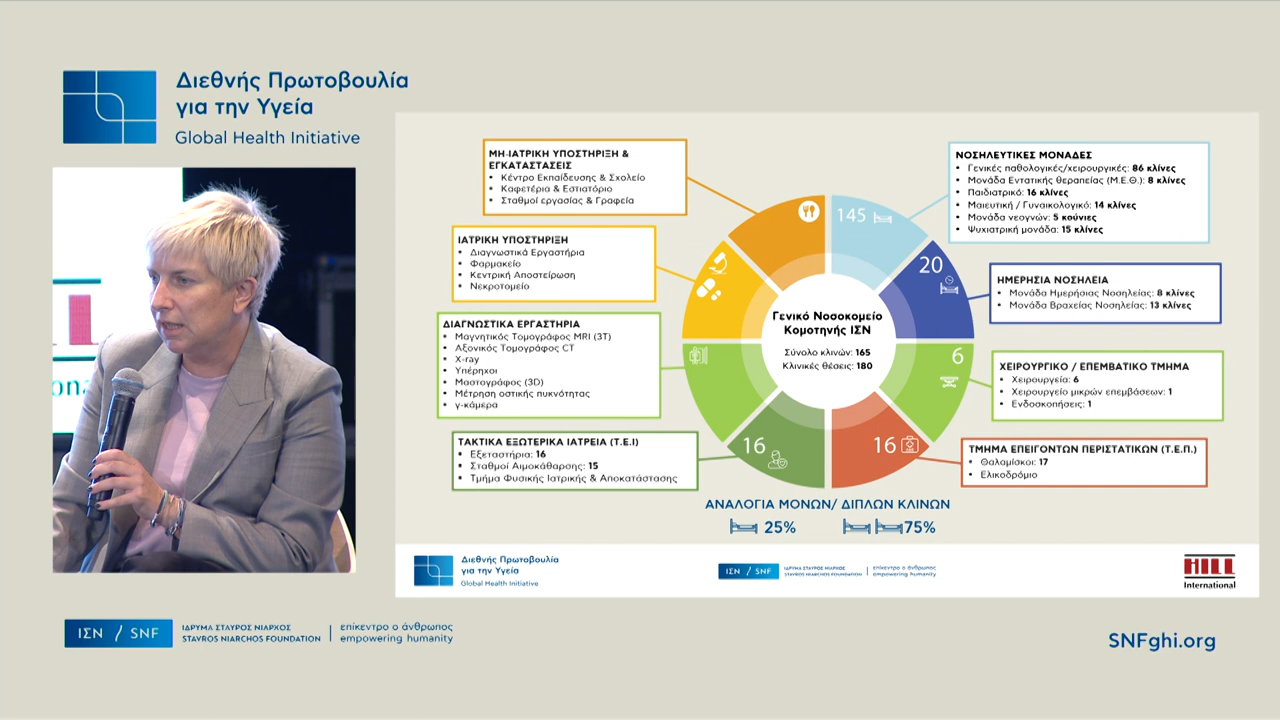 Διεθνής Πρωτοβουλία
για την Υγεία
Global Health Initiative
ΜΗ-ΙΑΤΡΙΚΗ ΥΠΟΣΤΗΡΙΞΗ &
ΕΓΚΑΤΑΣΤΑΣΕΙΣ
• Κέντρο Εκπαίδευσης & Σχολείο
• Καφετέρια & Εστιατόριο
• Σταθμοί εργασίας & Γραφεία
ΙΑΤΡΙΚΗ ΥΠΟΣΤΗΡΙΞΗ
• Διαγνωστικά Εργαστήρια
• Φαρμακείο
• Κεντρική Αποστείρωση
• Νεκροτομείο
ΔΙΑΓΝΩΣΤΙΚΑ ΕΡΓΑΣΤΗΡΙΑ
• Μαγνητικός Τομογράφος MRI (3T)
• Αξονικός Τομογράφος CT
• X-ray
• Υπέρηχοι
• Μαστογράφος (3D)
• Μέτρηση οστικής πυκνότητας
• γ-κάμερα
ΤΑΚΤΙΚΑ ΕΞΩΤΕΡΙΚΑ ΙΑΤΡΕΙΑ (Τ.Ε.Ι)
• Εξεταστήρια: 16
• Σταθμοί Αιμοκάθαρσης: 15
• Τμήμα Φυσικής Ιατρικής & Αποκατάστασης
145
20
6
16
16
Γενικό Νοσοκομείο
Κομοτηνής ΙΣΝ
Σύνολο κλινών: 165
Κλινικές θέσεις: 180
ΝΟΣΗΛΕΥΤΙΚΕΣ ΜΟΝΑΔΕΣ
• Γενικές παθολογικές/χειρουργικές: 86 κλίνες
• Μονάδα Εντατικής θεραπείας (Μ.Ε.Θ.): 8 κλίνες
• Παιδιατρικό: 16 κλίνες
• Μαιευτική / Γυναικολογικό: 14 κλίνες
• Μονάδα νεογνών: 5 κούνιες
• Ψυχιατρική μονάδα: 15 κλίνες
ΗΜΕΡΗΣΙΑ ΝΟΣΗΛΕΙΑ
• Μονάδα Ημερήσιας Νοσηλείας: 8 κλίνες
• Μονάδα Βραχείας Νοσηλείας: 13 κλίνες
ΧΕΙΡΟΥΡΓΙΚΟ / ΕΠΕΜΒΑΤΙΚΟ ΤΜΗΜΑ
• Χειρουργεία: 6
• Χειρουργείο μικρών επεμβάσεων: 1
• Ενδοσκοπήσεις: 1
ΤΜΗΜΑ ΕΠΕΙΓΟΝΤΩΝ ΠΕΡΙΣΤΑΤΙΚΩΝ (Τ.Ε.Π.)
• Θαλαμίσκοι: 17
• Ελικοδρόμιο
ΑΝΑΛΟΓΙΑ ΜΟΝΩΝ/ ΔΙΠΛΩΝ ΚΛΙΝΩΝ
25% 75%
Διεθνής Πρωτοβουλία
για την Υγεία
Global Health Initiative
ΙΣΝ / SNF
ΙΔΡΥΜΑ ΣΤΑΥΡΟΣ ΝΙΑΡΧΟΣ
STAVROS NIARCHOS FOUNDATION
επίκεντρο ο άνθρωπος
empowering humanity
HILL
International
ΙΣΝ / SNF
ΙΔΡΥΜΑ ΣΤΑΥΡΟΣ ΝΙΑΡΧΟΣ
STAVROS NIARCHOS FOUNDATION
επίκεντρο ο άνθρωπος
empowering humanity
SNFghi.org